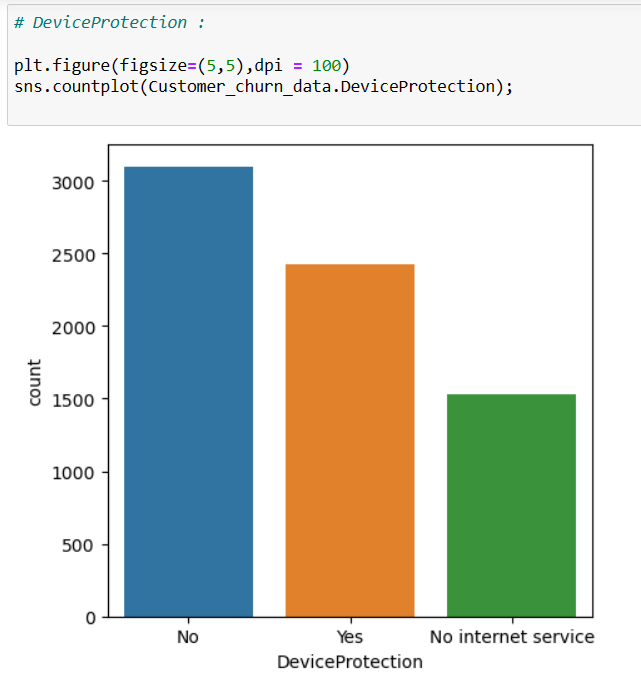 # DeviceProtection :
plt.figure(figsize=(5,5),dpi = 100)
sns.countplot(Customer_churn_data.DeviceProtection);
3000
2500
2000
1500
1000
500
0
count
No Yes No internet service
DeviceProtection